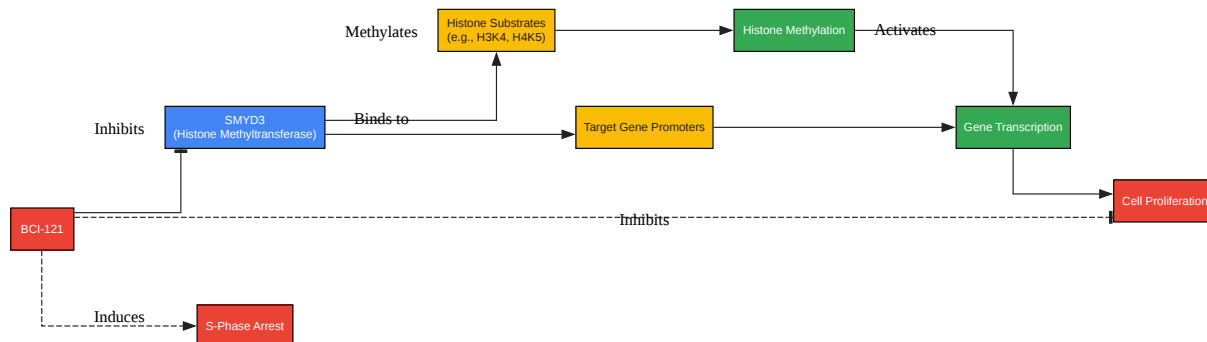 Methylates
Histone Substrates
(e.g., H3K4, H4K5)
Histone Methylation
Activates
Inhibits
SMYD3
(Histone Methyltransferase)
Binds to
Target Gene Promoters
Gene Transcription
Cell Proliferation
BCI-121
Inhibits
Induces
S-Phase Arrest